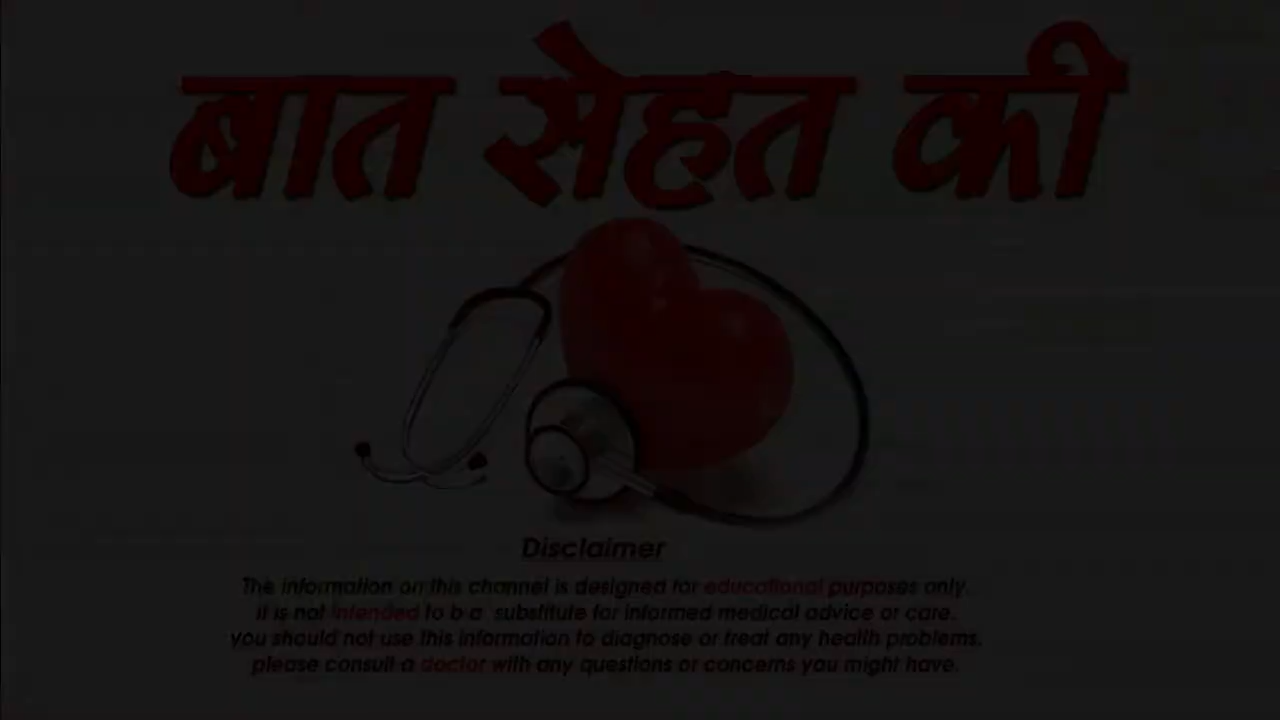 बात सेहत की
Disclaimer
The information on this channel is designed for educational purposes only.
it is not intended to b a substitute for informed medical advice or care.
you should not use this information to diagnose or treat any health problems.
please consult a doctor with any questions or concerns you might have.